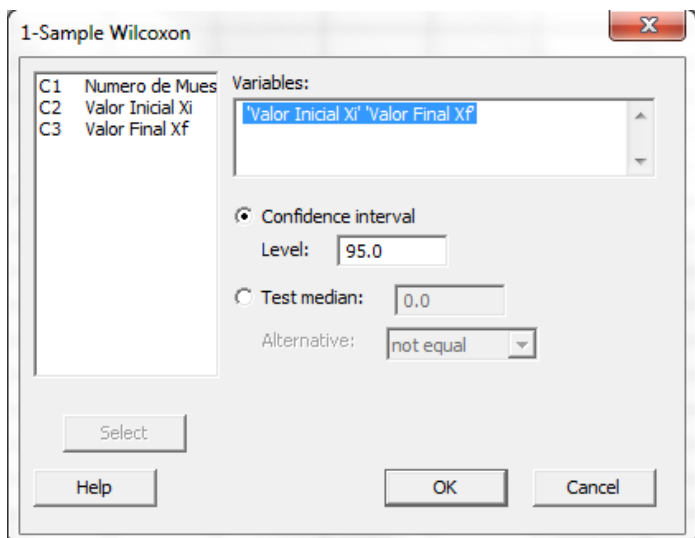 1-Sample Wilcoxon
C1 Numero de Mues
C2 Valor Inicial Xi
C3 Valor Final Xf
Variables:
'Valor Inicial Xi' 'Valor Final Xf'
Confidence interval
Level: 95.0
Test median: 0.0
Alternative: not equal
Select
Help OK Cancel